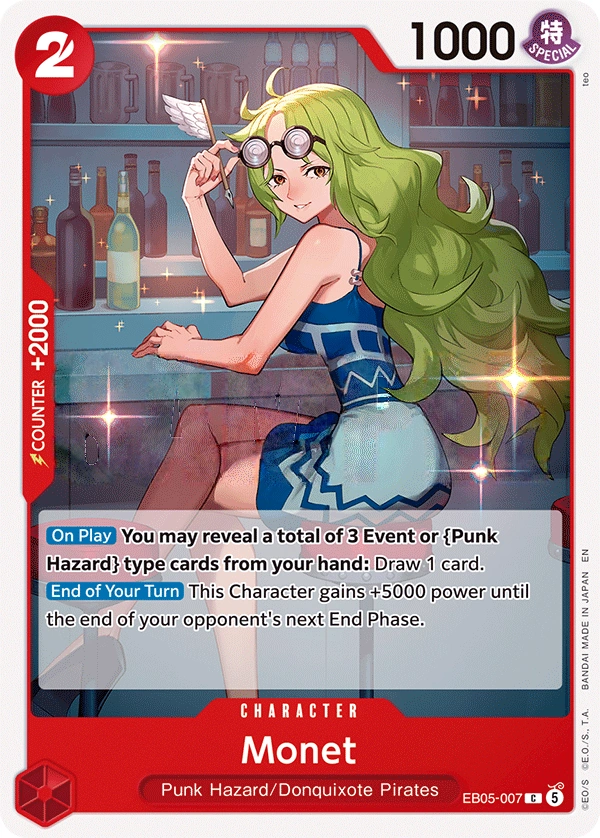 2
1000
特
SPECIAL
teo
COUNTER +2000
On Play You may reveal a total of 3 Event or {Punk
Hazard} type cards from your hand: Draw 1 card.
End of Your Turn This Character gains +5000 power until
the end of your opponent's next End Phase.
CHARACTER
Monet
Punk Hazard/Donquixote Pirates
EB05-007 C 5
©E.O/S ©E.O./S., T.A. BANDAI MADE IN JAPAN EN